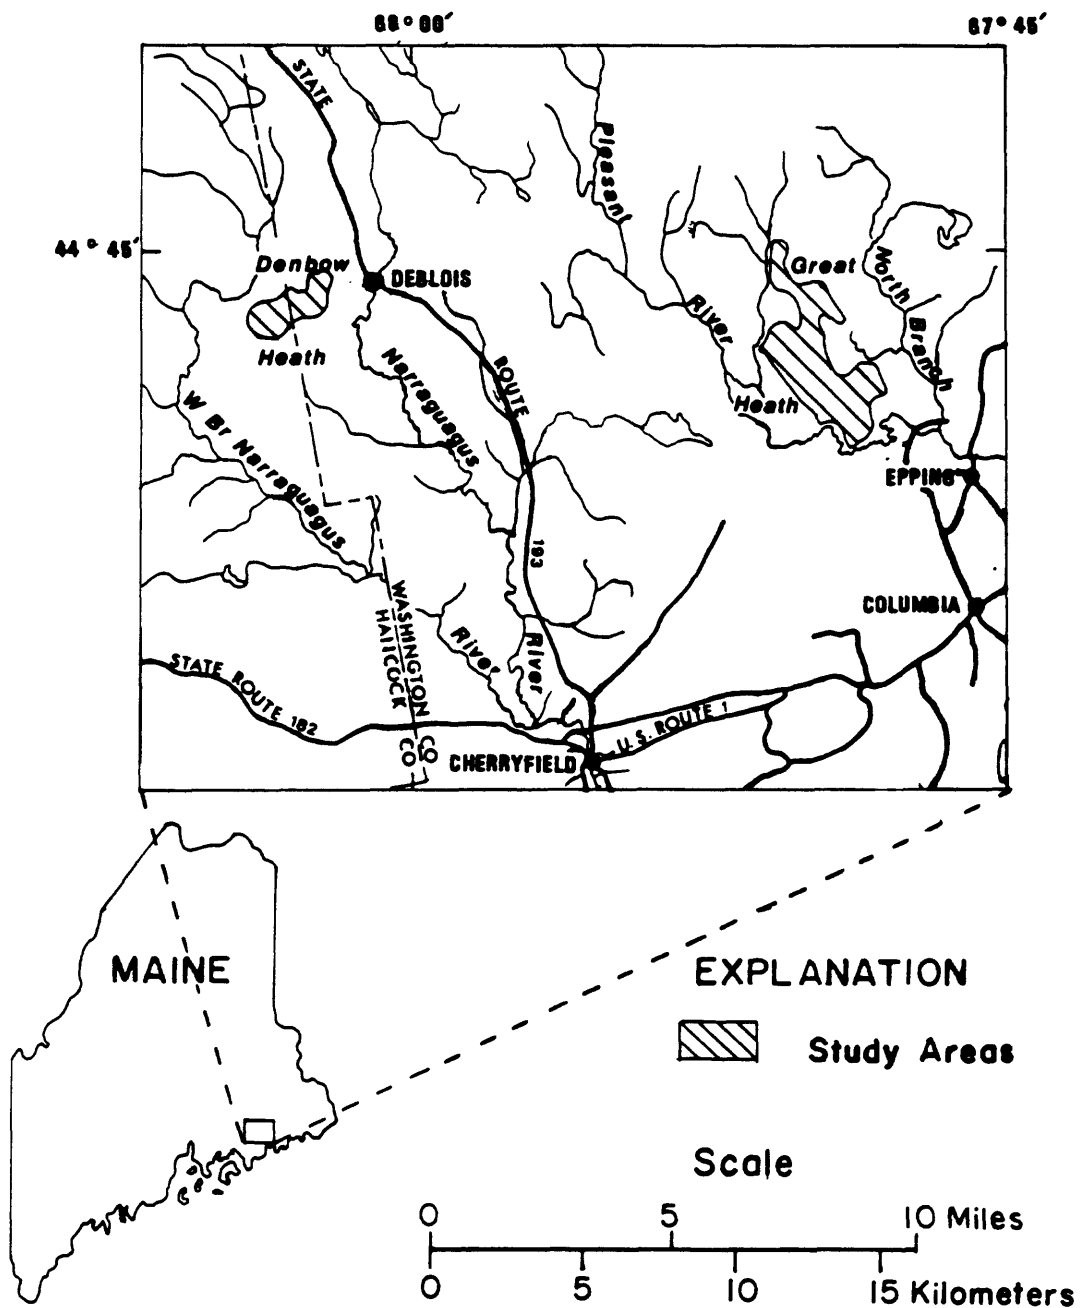 68° 00′
67° 45′
STATE
Pleasant
44° 45′
Denbow
DEBLOIS
Great
North
Branch
River
Heath
Heath
ROUTE
Narraguagus
W Br Narraguagus
EPPING
193
COLUMBIA
WASHINGTON CO
HANCOCK CO
River
River
STATE ROUTE 182
U.S. ROUTE 1
CHERRYFIELD
MAINE
EXPLANATION
Study Areas
Scale
0 5 10 Miles
0 5 10 15 Kilometers